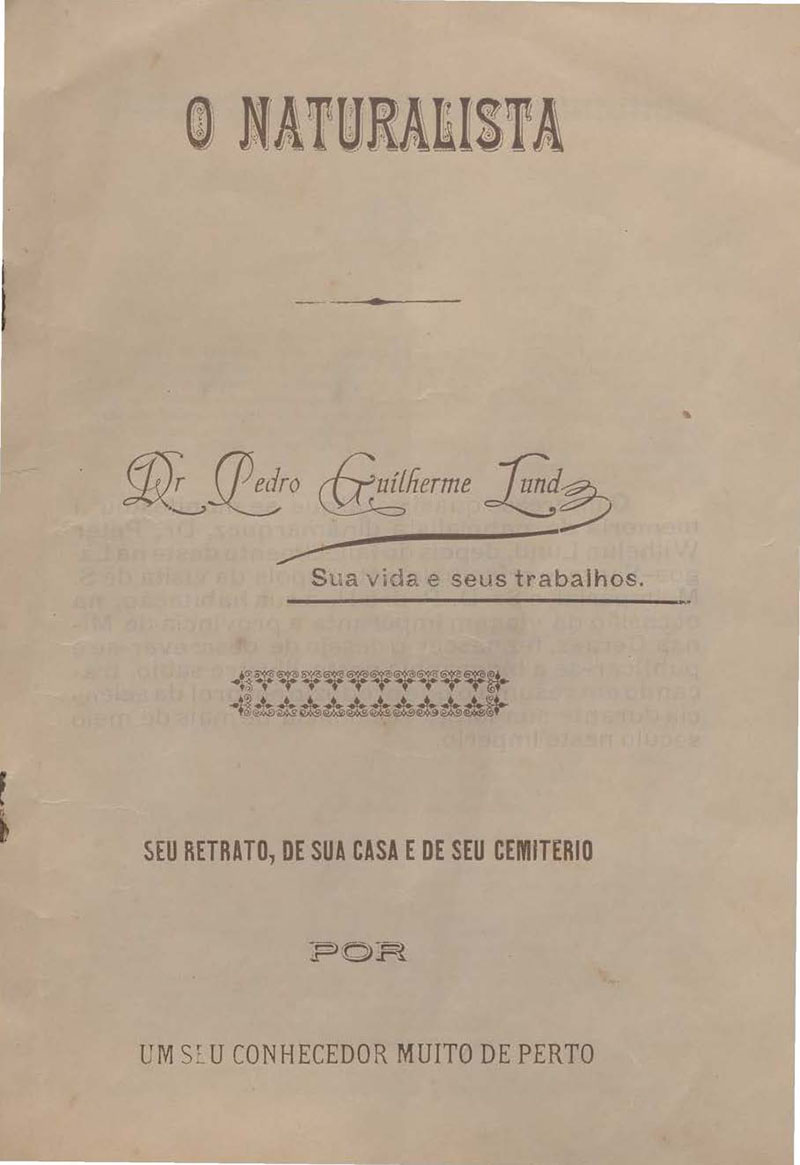 O NATURALISTA
Dr Pedro Guilherme Lund
Sua vida e seus trabalhos.
SEU RETRATO, DE SUA CASA E DE SEU CEMITERIO
POR
UM SEU CONHECEDOR MUITO DE PERTO